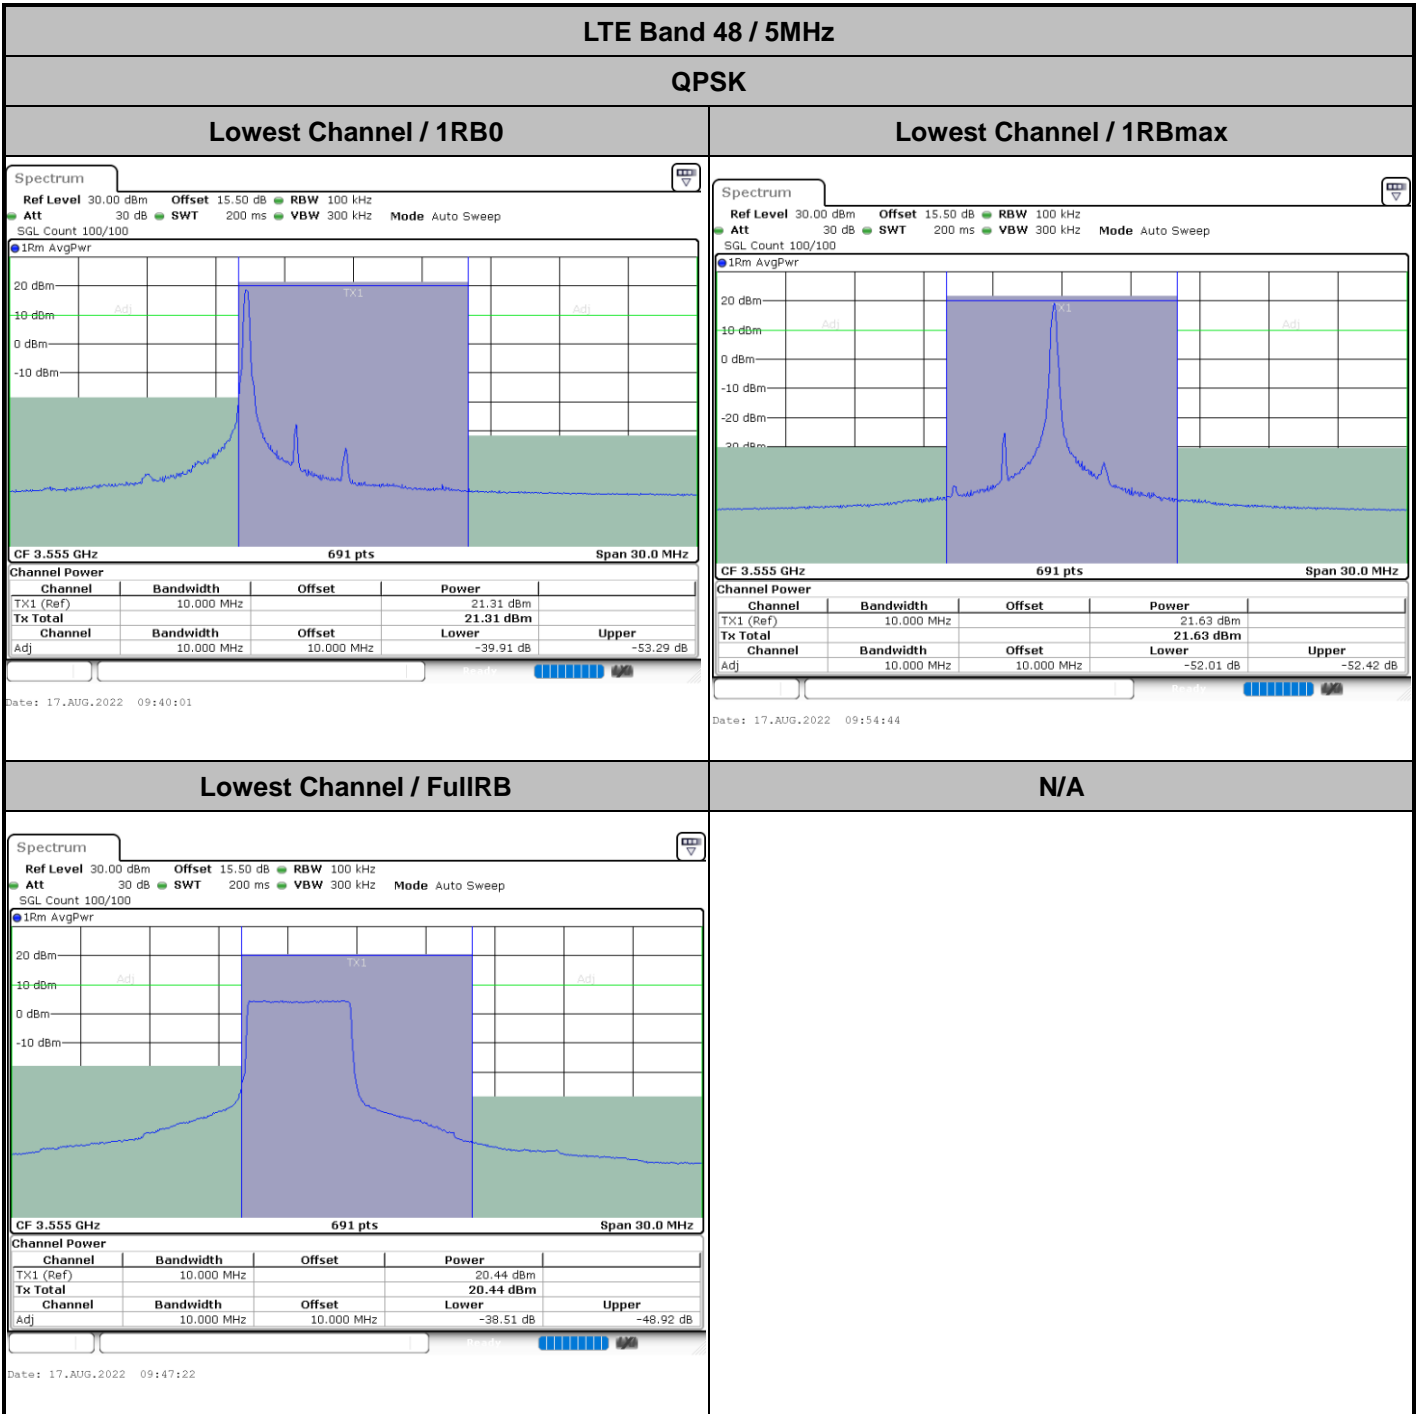 LTE Band 48 / 5MHz
QPSK
Lowest Channel / 1RB0
Lowest Channel / 1RBmax
Spectrum
Ref Level 30.00 dBm Offset 15.50 dB RBW 100 kHz
Att 30 dB SWT 200 ms VBW 300 kHz Mode Auto Sweep
SGL Count 100/100
1Rm AvgPwr
TX1
20 dBm
Adj
Adj
10 dBm
0 dBm
-10 dBm
CF 3.555 GHz 691 pts Span 30.0 MHz
Channel Power
Channel Bandwidth Offset Power
TX1 (Ref) 10.000 MHz 21.31 dBm
Tx Total 21.31 dBm
Channel Bandwidth Offset Lower Upper
Adj 10.000 MHz 10.000 MHz -39.91 dB -53.29 dB
Ready
Date: 17.AUG.2022 09:40:01
Spectrum
Ref Level 30.00 dBm Offset 15.50 dB RBW 100 kHz
Att 30 dB SWT 200 ms VBW 300 kHz Mode Auto Sweep
SGL Count 100/100
1Rm AvgPwr
20 dBm
X1
Adj
Adj
10 dBm
0 dBm
-10 dBm
-20 dBm
-30 dBm
CF 3.555 GHz 691 pts Span 30.0 MHz
Channel Power
Channel Bandwidth Offset Power
TX1 (Ref) 10.000 MHz 21.63 dBm
Tx Total 21.63 dBm
Channel Bandwidth Offset Lower Upper
Adj 10.000 MHz 10.000 MHz -52.01 dB -52.42 dB
Ready
Date: 17.AUG.2022 09:54:44
Lowest Channel / FullRB
N/A
Spectrum
Ref Level 30.00 dBm Offset 15.50 dB RBW 100 kHz
Att 30 dB SWT 200 ms VBW 300 kHz Mode Auto Sweep
SGL Count 100/100
1Rm AvgPwr
20 dBm
TX1
Adj
Adj
10 dBm
0 dBm
-10 dBm
CF 3.555 GHz 691 pts Span 30.0 MHz
Channel Power
Channel Bandwidth Offset Power
TX1 (Ref) 10.000 MHz 20.44 dBm
Tx Total 20.44 dBm
Channel Bandwidth Offset Lower Upper
Adj 10.000 MHz 10.000 MHz -38.51 dB -48.92 dB
Ready
Date: 17.AUG.2022 09:47:22